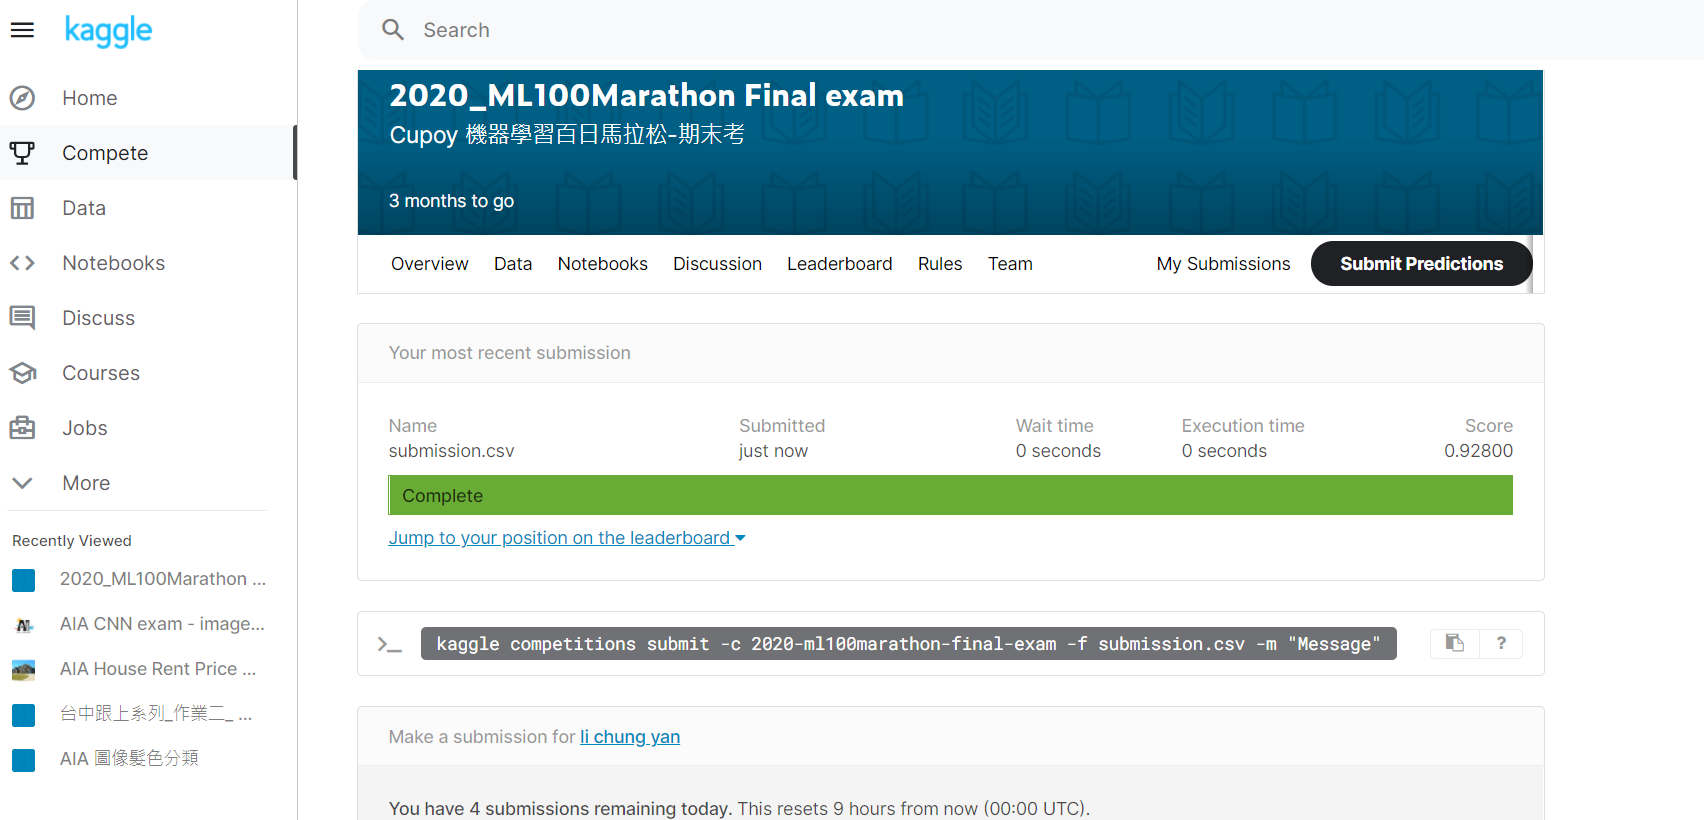 kaggle
Search
Home
Compete
Data
Notebooks
Discuss
Courses
Jobs
More
Recently Viewed
2020_ML100Marathon ...
AIA CNN exam - image...
AIA House Rent Price ...
台中跟上系列_作業二_ ...
AIA 圖像髮色分類
2020_ML100Marathon Final exam
Cupoy 機器學習百日馬拉松-期末考
3 months to go
Overview Data Notebooks Discussion Leaderboard Rules Team My Submissions Submit Predictions
Your most recent submission
Name Submitted Wait time Execution time Score
submission.csv just now 0 seconds 0 seconds 0.92800
Complete
Jump to your position on the leaderboard
>_ kaggle competitions submit -c 2020-ml100marathon-final-exam -f submission.csv -m "Message" ?
Make a submission for li chung yan
You have 4 submissions remaining today. This resets 9 hours from now (00:00 UTC).